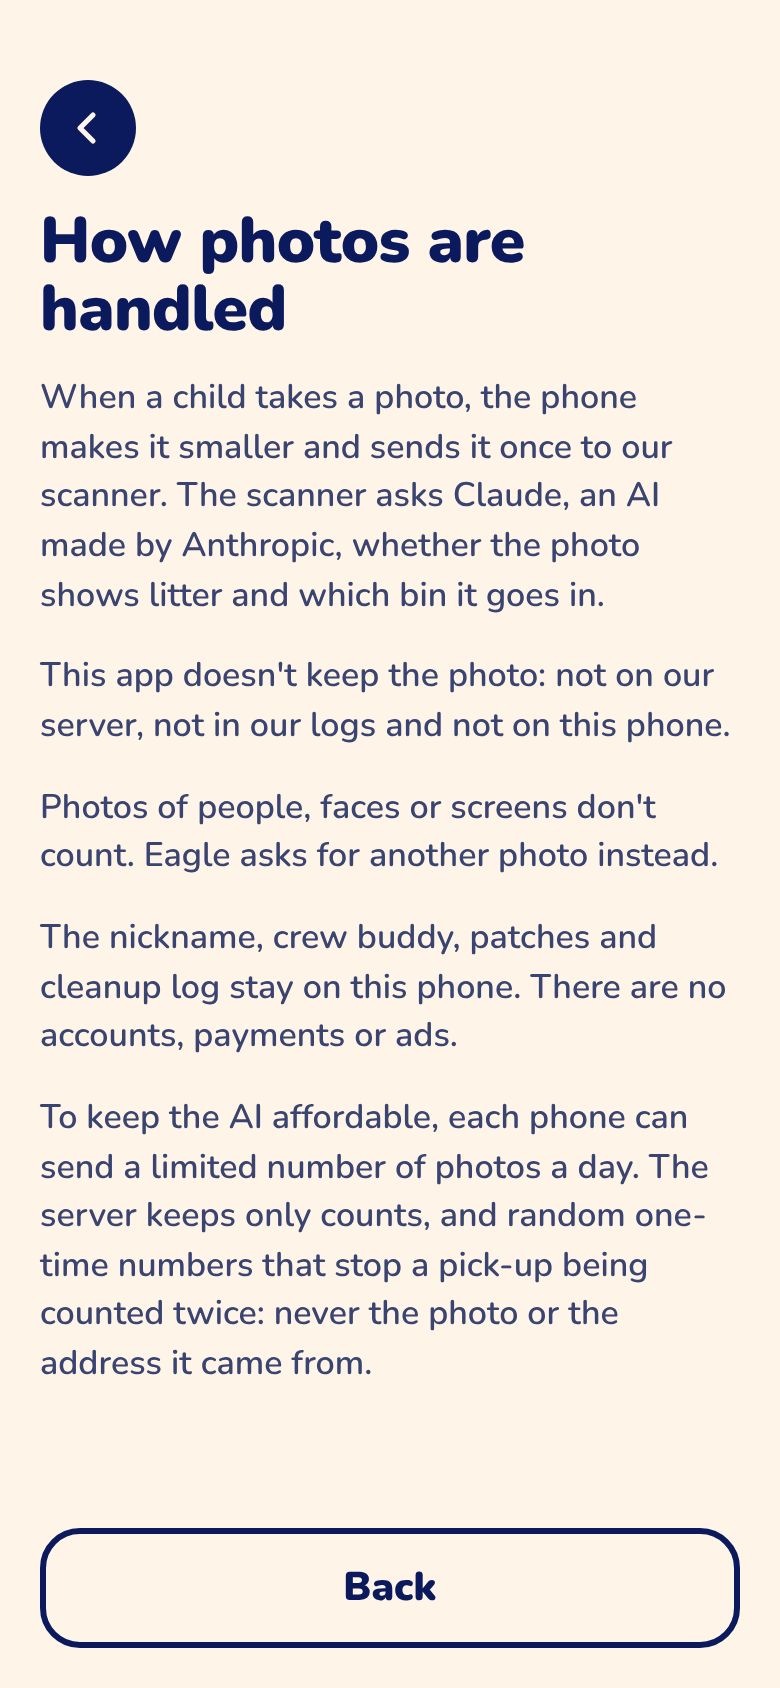 How photos are
handled
When a child takes a photo, the phone
makes it smaller and sends it once to our
scanner. The scanner asks Claude, an AI
made by Anthropic, whether the photo
shows litter and which bin it goes in.
This app doesn't keep the photo: not on our
server, not in our logs and not on this phone.
Photos of people, faces or screens don't
count. Eagle asks for another photo instead.
The nickname, crew buddy, patches and
cleanup log stay on this phone. There are no
accounts, payments or ads.
To keep the AI affordable, each phone can
send a limited number of photos a day. The
server keeps only counts, and random one-
time numbers that stop a pick-up being
counted twice: never the photo or the
address it came from.
Back